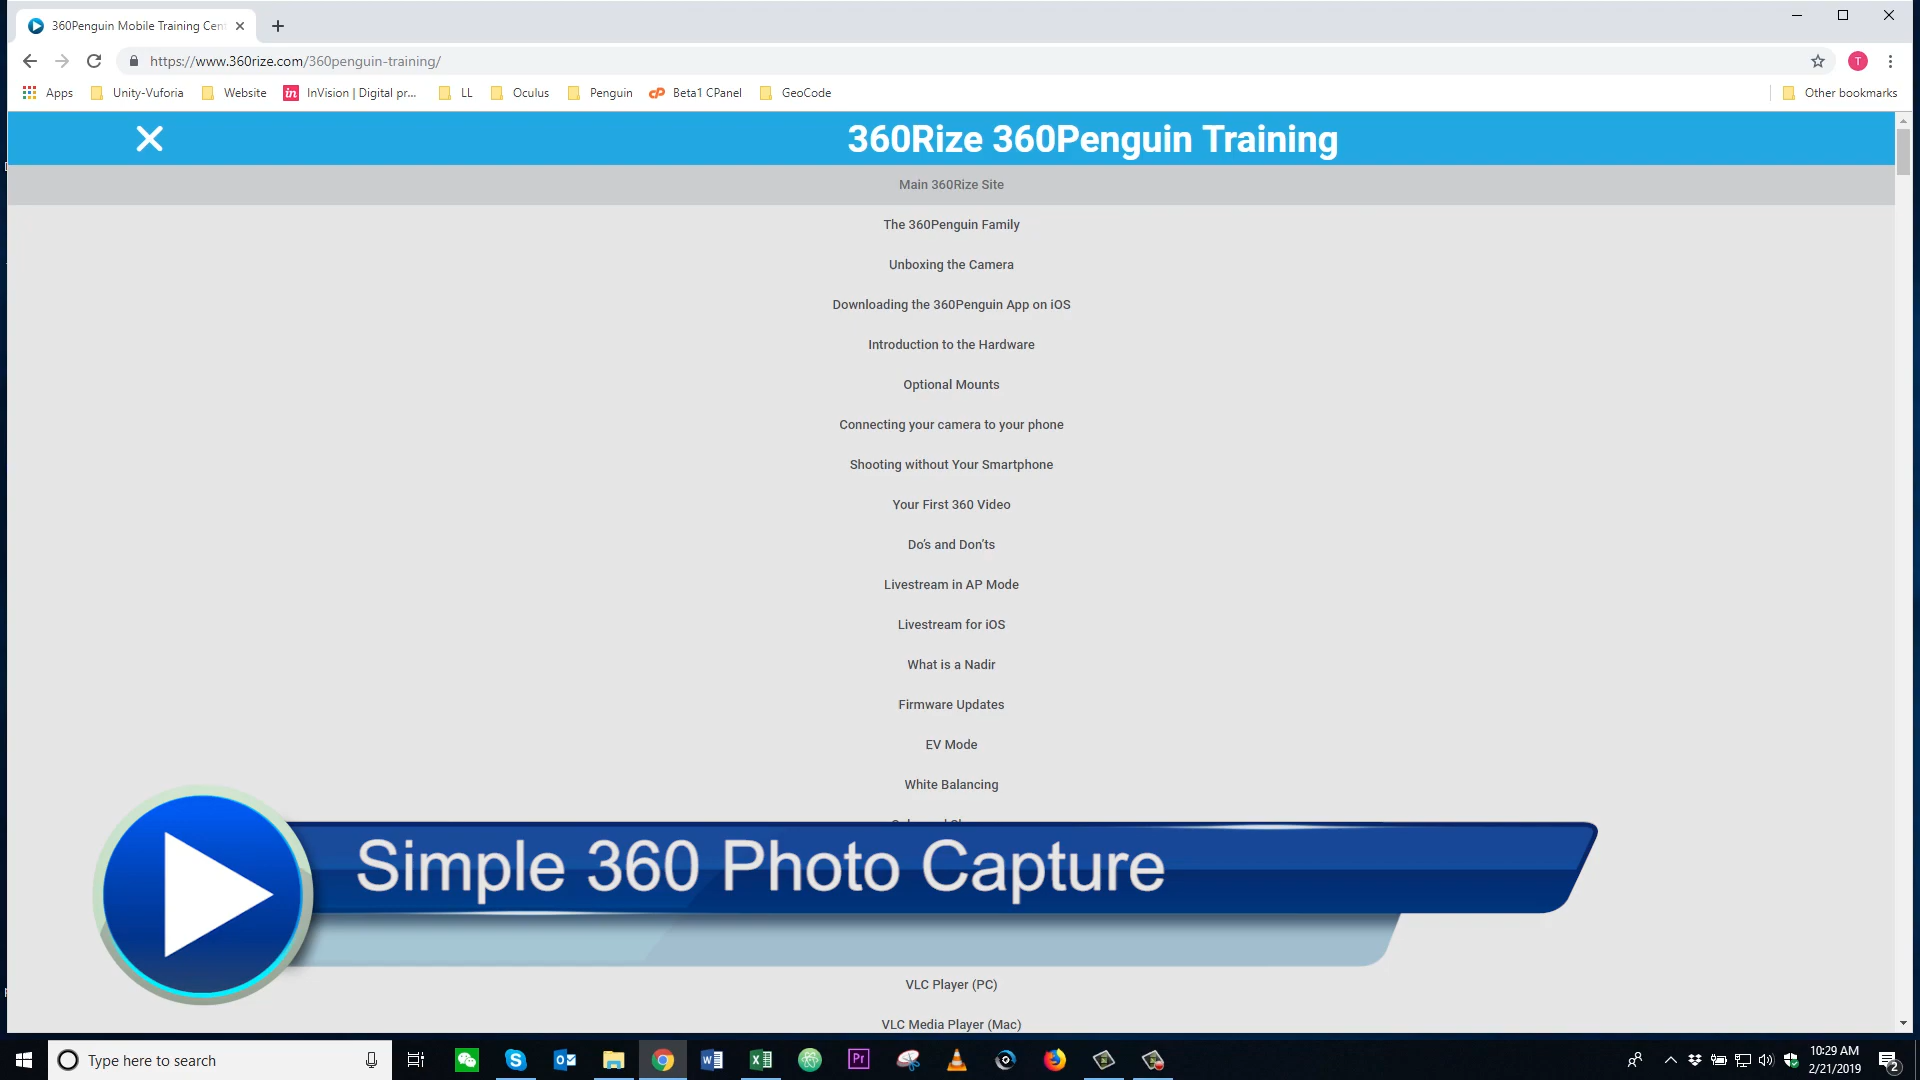 360Penguin Mobile Training Cen
https://www.360rize.com/360penguin-training/
T
Apps
Unity-Vuforia
Website
in
InVision | Digital pr...
LL
Oculus
Penguin
cP
Beta1 CPanel
GeoCode
Other bookmarks
360Rize 360Penguin Training
Main 360Rize Site
The 360Penguin Family
Unboxing the Camera
Downloading the 360Penguin App on iOS
Introduction to the Hardware
Optional Mounts
Connecting your camera to your phone
Shooting without Your Smartphone
Your First 360 Video
Do's and Don'ts
Livestream in AP Mode
Livestream for iOS
What is a Nadir
Firmware Updates
EV Mode
White Balancing
Simple 360 Photo Capture
VLC Player (PC)
VLC Media Player (Mac)
Type here to search
Pr
10:29 AM
2/21/2019
2